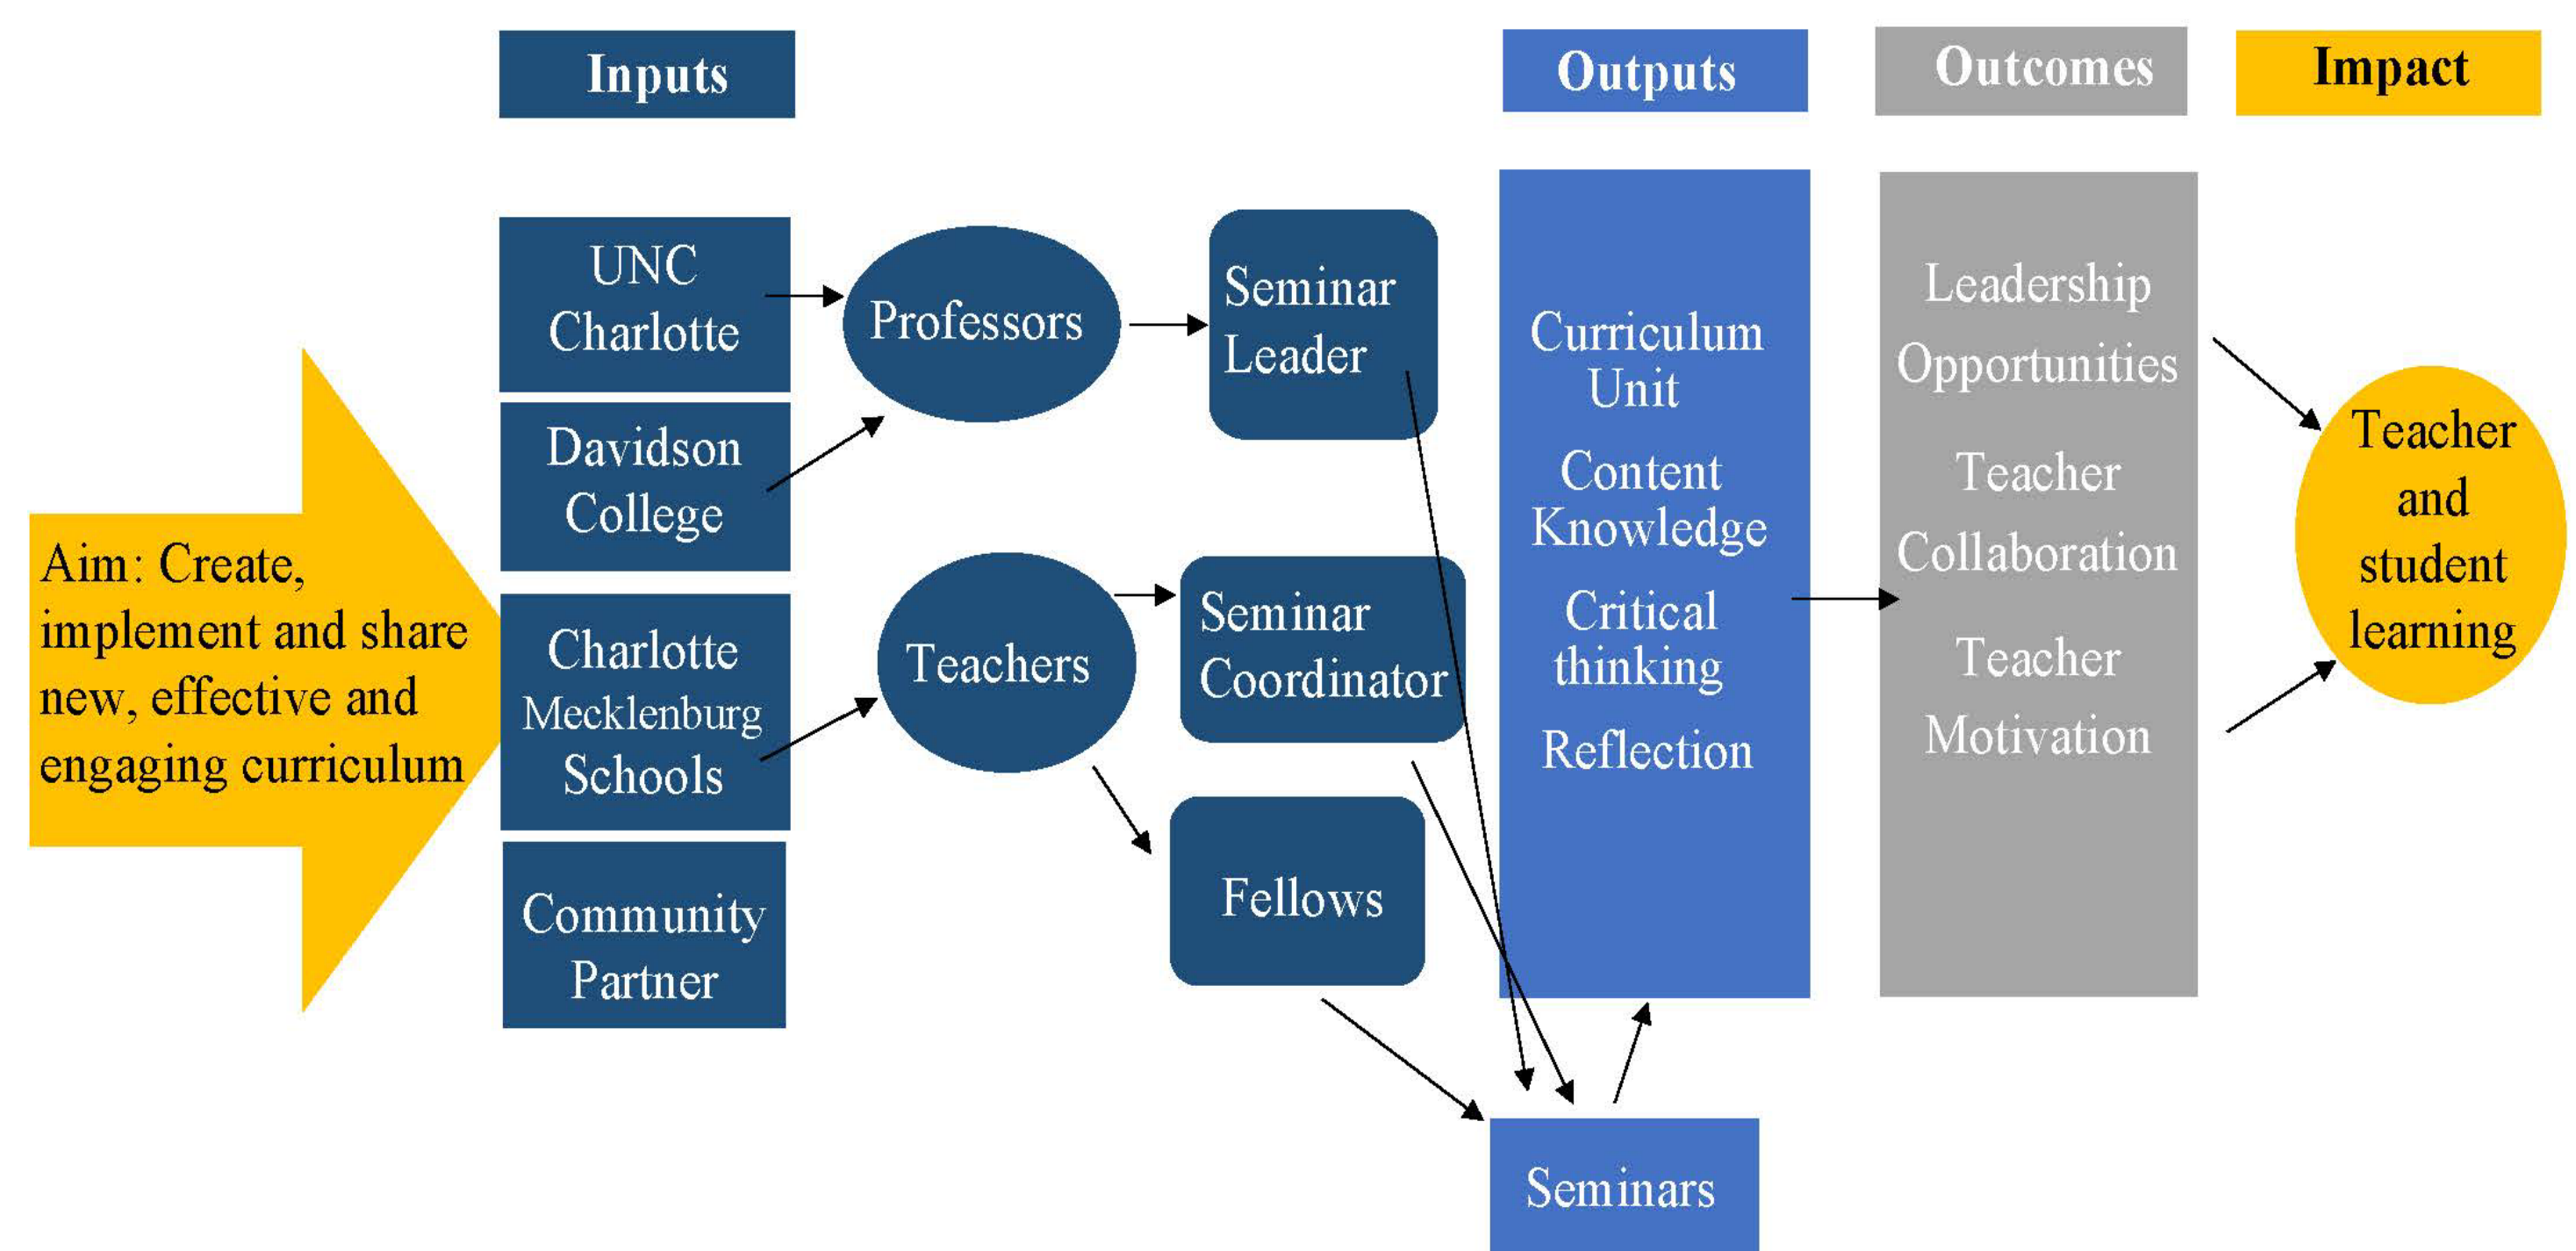 Inputs
Outputs
Outcomes
Impact
Aim: Create,
implement and share
new, effective and
engaging curriculum
UNC
Charlotte
Davidson
College
Charlotte
Mecklenburg
Schools
Community
Partner
Professors
Teachers
Seminar
Leader
Seminar
Coordinator
Fellows
Seminars
Curriculum
Unit
Content
Knowledge
Critical
thinking
Reflection
Leadership
Opportunities
Teacher
Collaboration
Teacher
Motivation
Teacher
and
student
learning